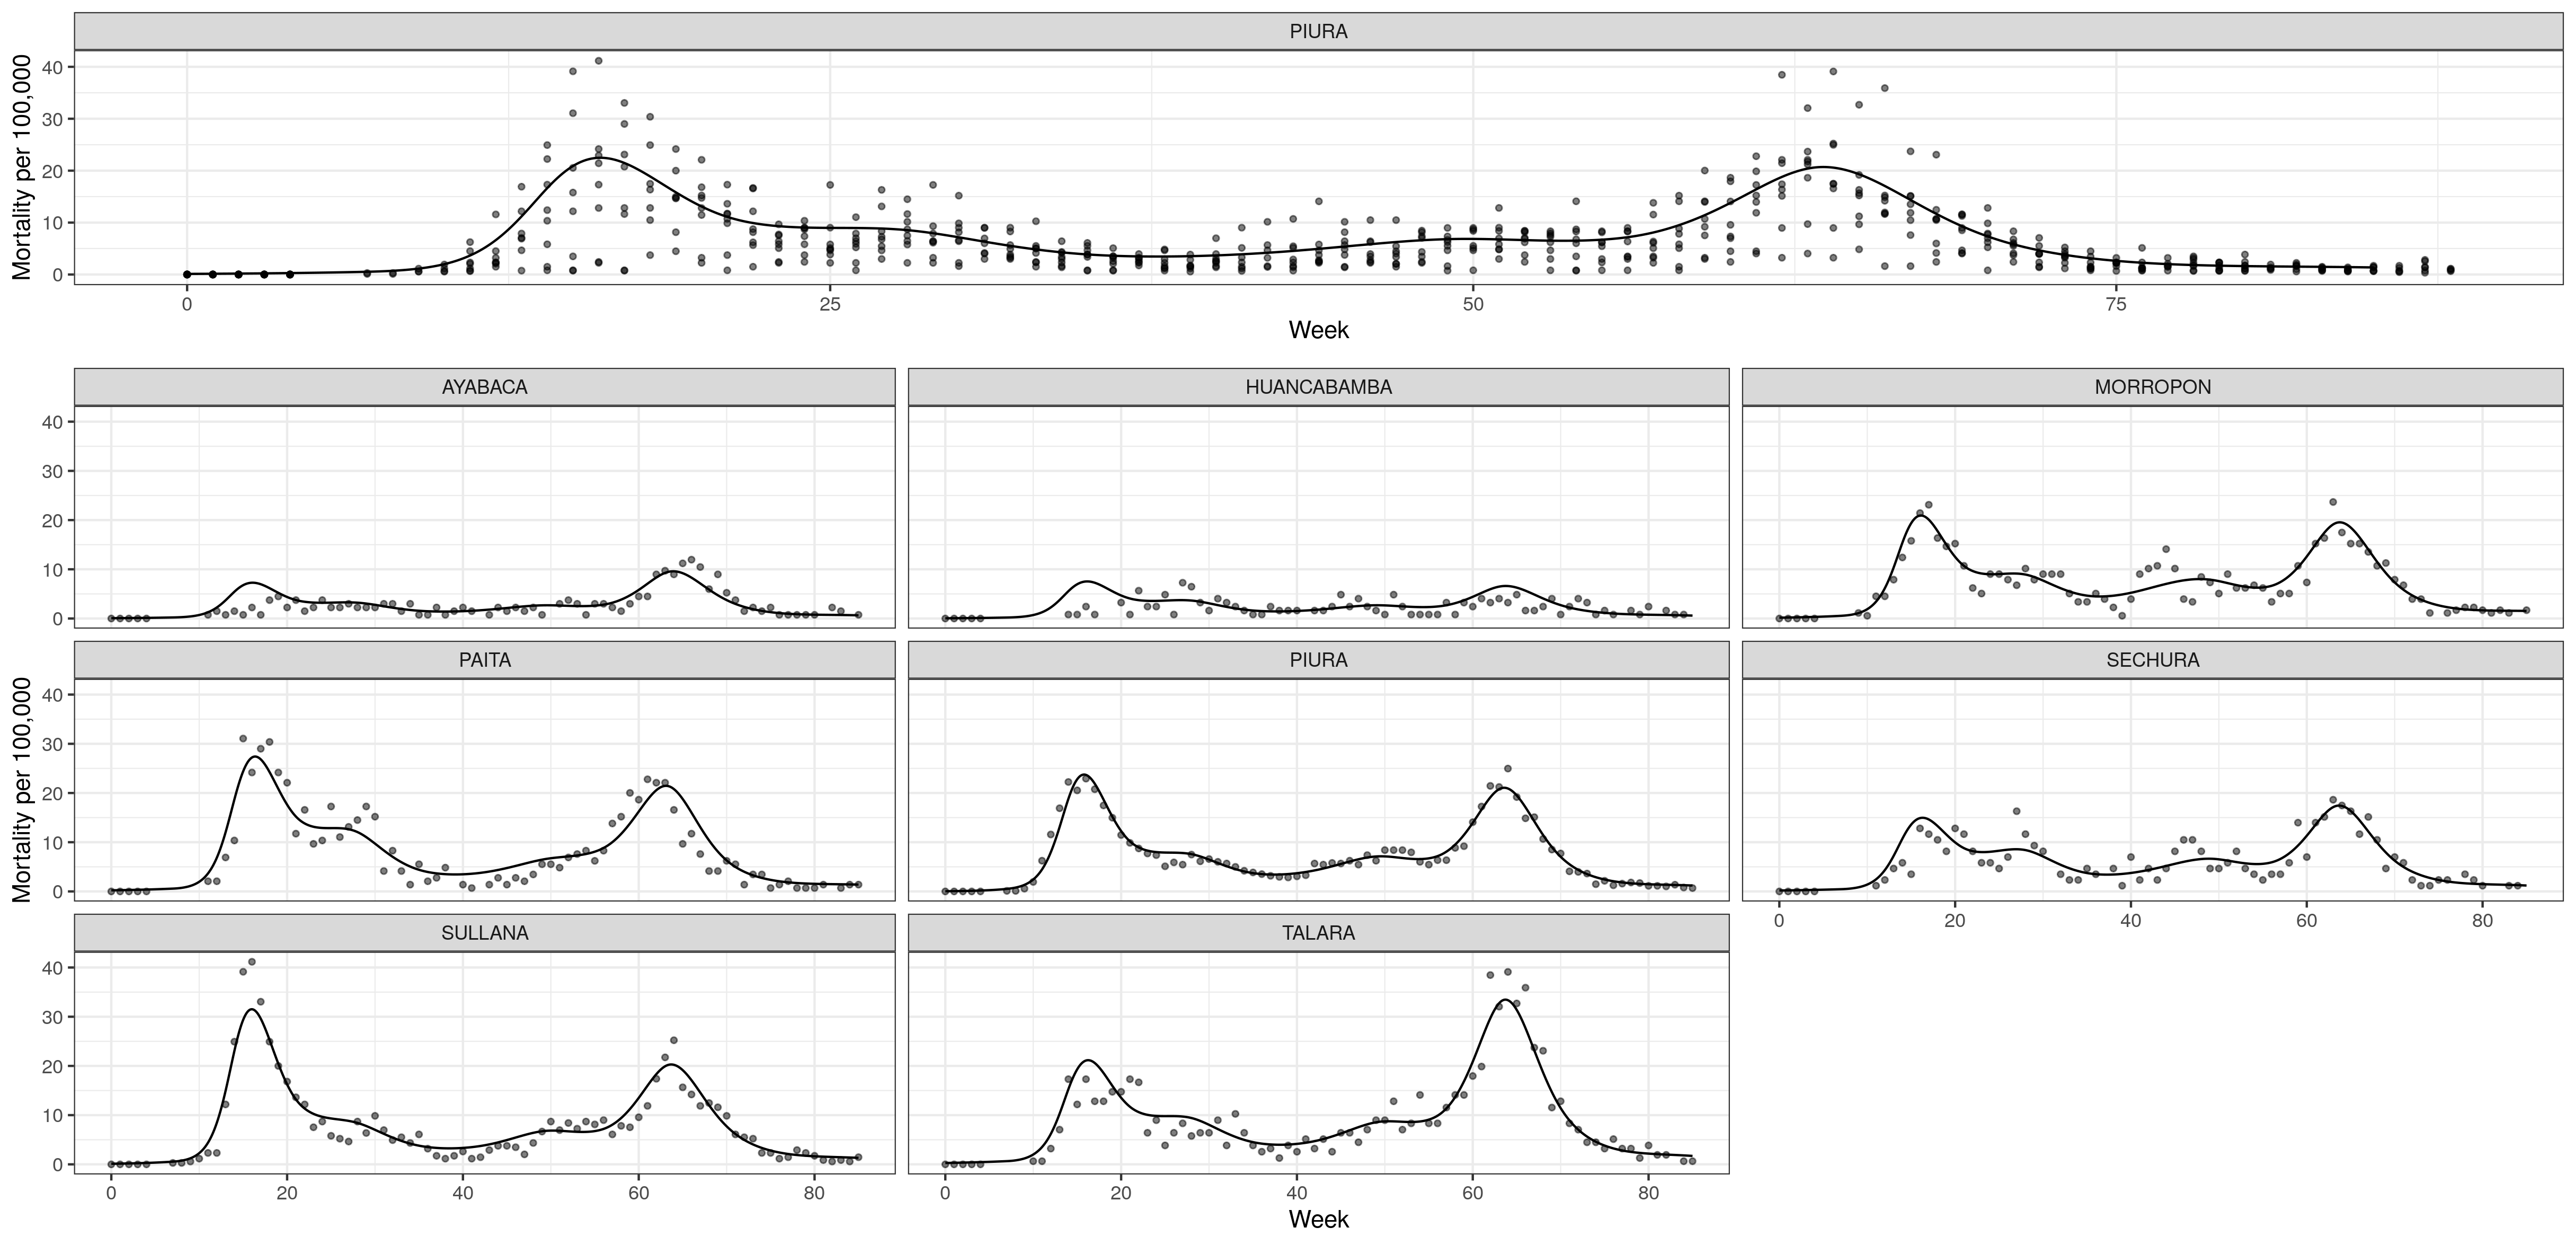 PIURA
Mortality per 100,000
40
30
20
10
0
0 25 50 75
Week
AYABACA HUANCABAMBA MORROPON
40
30
20
10
0
PAITA PIURA SECHURA
Mortality per 100,000
40
30
20
10
0
0 20 40 60 80
SULLANA TALARA
40
30
20
10
0
0 20 40 60 80 0 20 40 60 80
Week